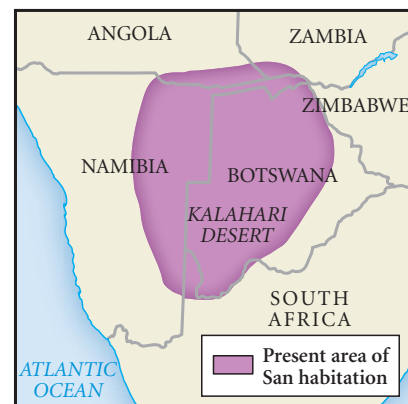 ANGOLA
ZAMBIA
ZIMBABWE
NAMIBIA
BOTSWANA
KALAHARI
DESERT
SOUTH
AFRICA
ATLANTIC
OCEAN
Present area of
San habitation